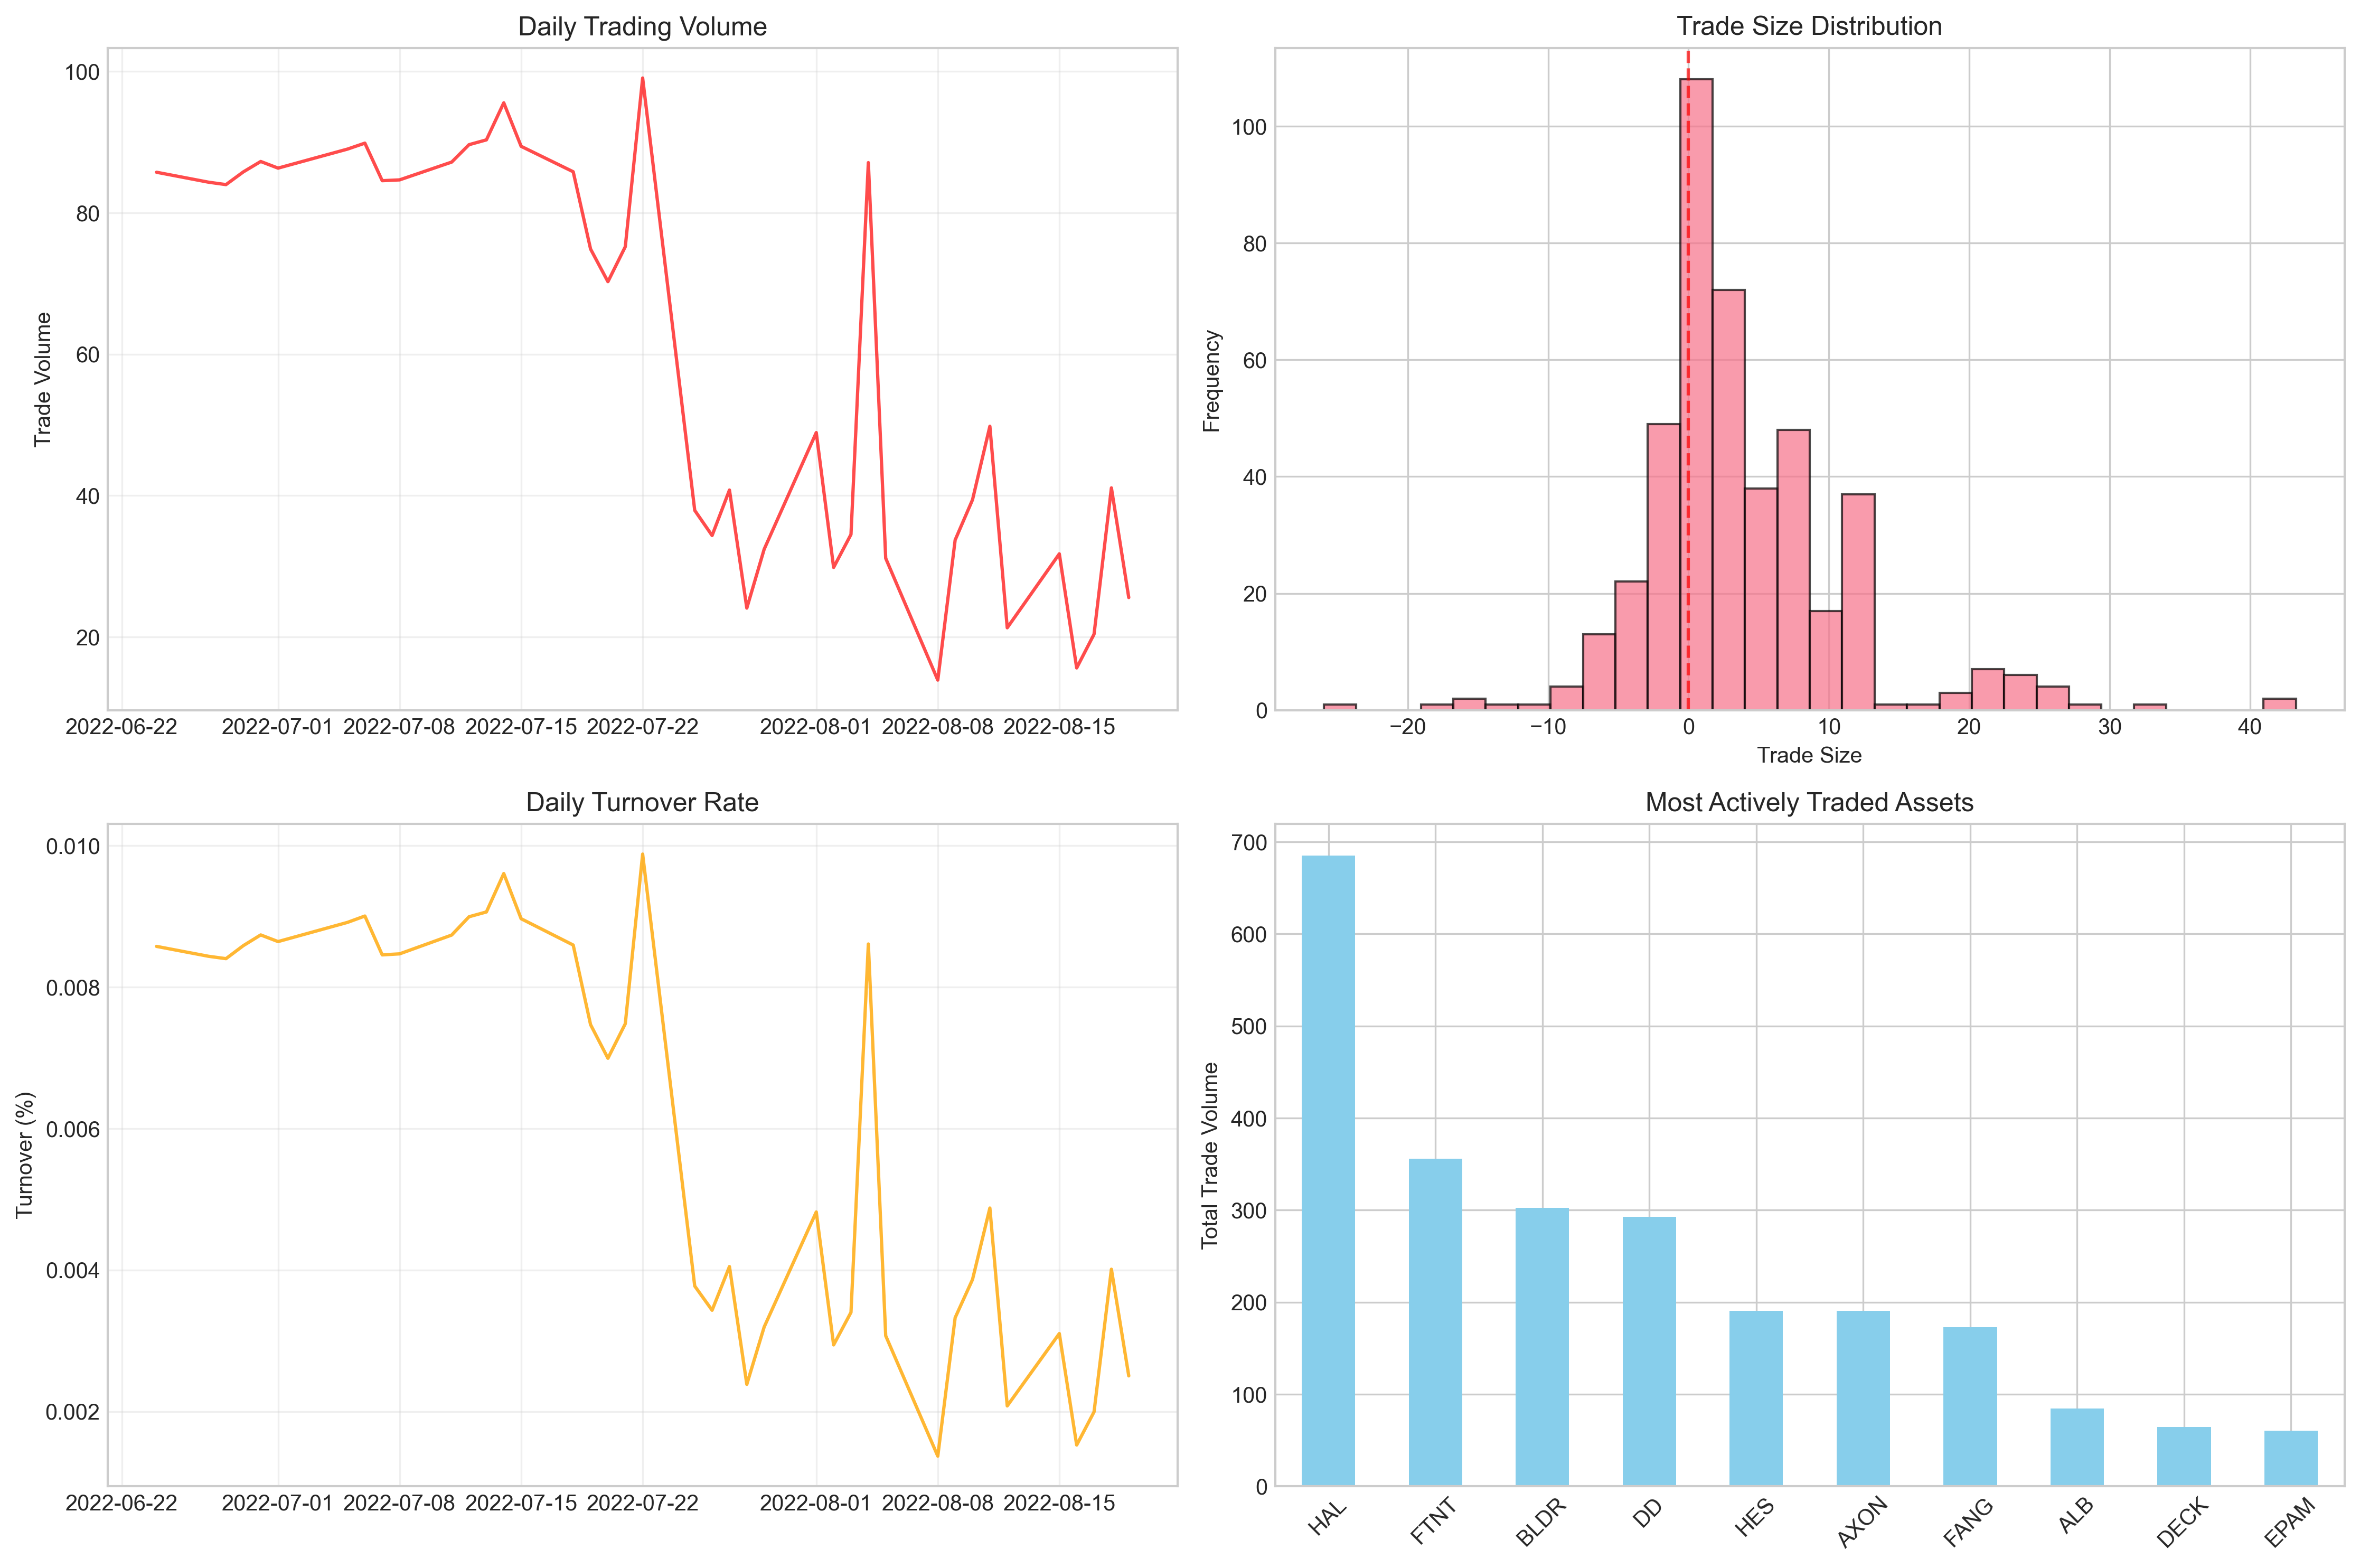 Daily Trading Volume
Trade Volume
100
80
60
40
20
2022-06-22 2022-07-01 2022-07-08 2022-07-15 2022-07-22 2022-08-01 2022-08-08 2022-08-15
Trade Size Distribution
Frequency
100
80
60
40
20
0
−20 −10 0 10 20 30 40
Trade Size
Daily Turnover Rate
Turnover (%)
0.010
0.008
0.006
0.004
0.002
2022-06-22 2022-07-01 2022-07-08 2022-07-15 2022-07-22 2022-08-01 2022-08-08 2022-08-15
Most Actively Traded Assets
Total Trade Volume
700
600
500
400
300
200
100
0
HAL FTNT BLDR DD HES AXON FANG ALB DECK EPAM